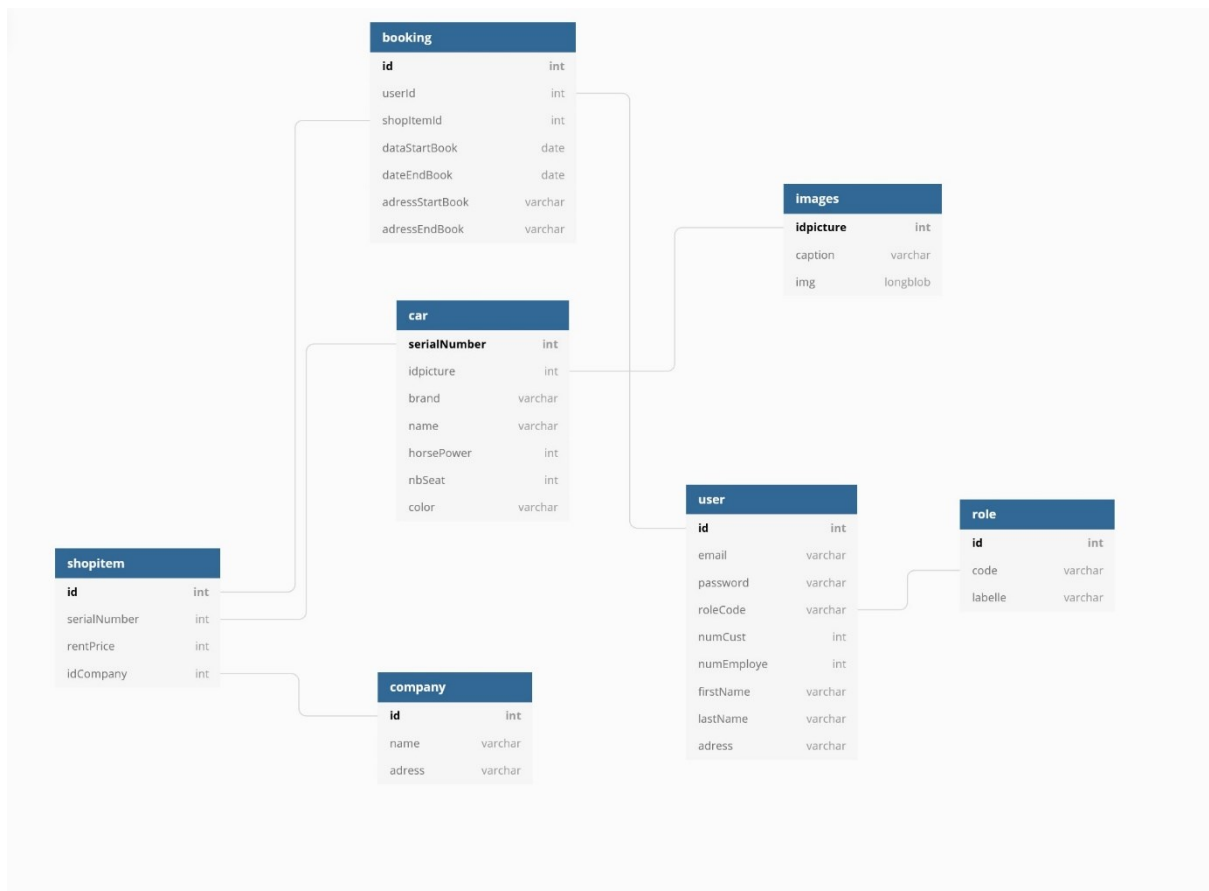 booking
id int
userId int
shopItemId int
dataStartBook date
dateEndBook date
adressStartBook varchar
adressEndBook varchar
images
idpicture int
caption varchar
img longblob
car
serialNumber int
idpicture int
brand varchar
name varchar
horsePower int
nbSeat int
color varchar
user
id int
email varchar
password varchar
roleCode varchar
numCust int
numEmploye int
firstName varchar
lastName varchar
adress varchar
role
id int
code varchar
labelle varchar
shopitem
id int
serialNumber int
rentPrice int
idCompany int
company
id int
name varchar
adress varchar